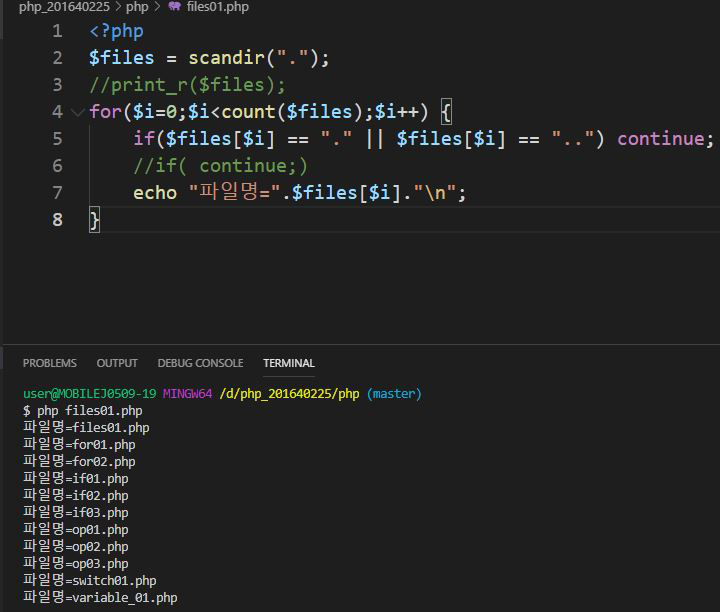 php_201640225 > php > files01.php
1 <?php
2 $files = scandir(".");
3 //print_r($files);
4 for($i=0;$i<count($files);$i++) {
5 if($files[$i] == "." || $files[$i] == "..") continue;
6 //if( continue;)
7 echo "파일명=".$files[$i]."\n";
8 }
PROBLEMS OUTPUT DEBUG CONSOLE TERMINAL
user@MOBILEJ0509-19 MINGW64 /d/php_201640225/php (master)
$ php files01.php
파일명=files01.php
파일명=for01.php
파일명=for02.php
파일명=if01.php
파일명=if02.php
파일명=if03.php
파일명=op01.php
파일명=op02.php
파일명=op03.php
파일명=switch01.php
파일명=variable_01.php